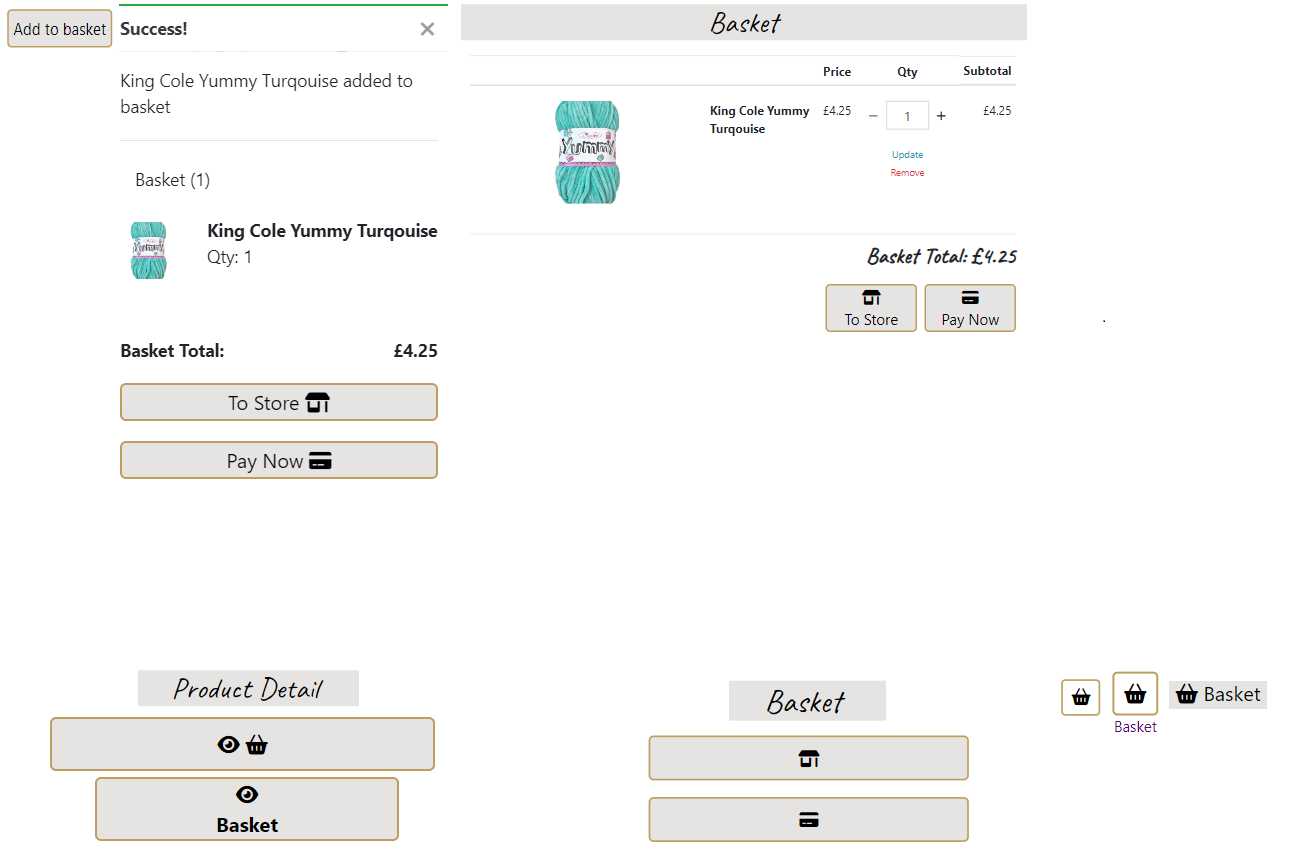 Add to basket
Success!
×
King Cole Yummy Turqouise added to
basket
Basket (1)
Yummy
King Cole Yummy Turqouise
Qty: 1
Basket Total: £4.25
To Store
Pay Now
Basket
Price Qty Subtotal
Yummy
King Cole Yummy
Turqouise
£4.25 − 1 + £4.25
Update
Remove
Basket Total: £4.25
To Store Pay Now
.
Product Detail
Basket
Basket
Basket
Basket